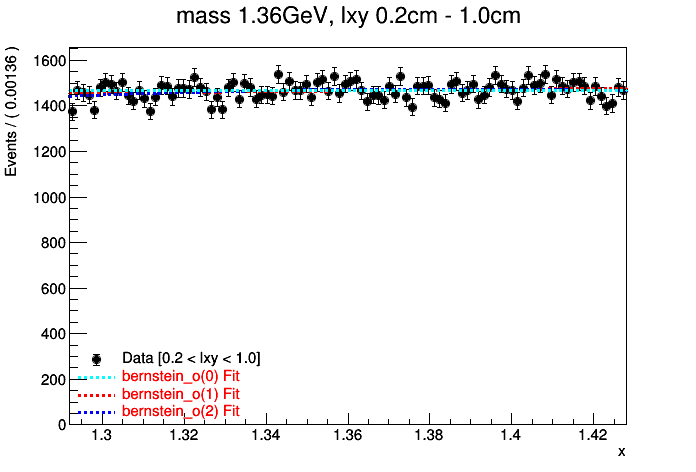 mass 1.36GeV, lxy 0.2cm - 1.0cm
Events / ( 0.00136 )
1600
1400
1200
1000
800
600
400
200
0
Data [0.2 < lxy < 1.0]
bernstein_o(0) Fit
bernstein_o(1) Fit
bernstein_o(2) Fit
1.3 1.32 1.34 1.36 1.38 1.4 1.42
x